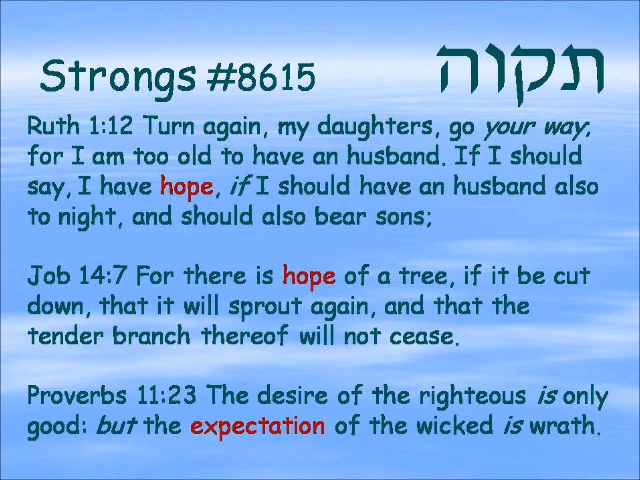 Strongs #8615 תקוה
Ruth 1:12 Turn again, my daughters, go your way;
for I am too old to have an husband. If I should
say, I have hope, if I should have an husband also
to night, and should also bear sons;
Job 14:7 For there is hope of a tree, if it be cut
down, that it will sprout again, and that the
tender branch thereof will not cease.
Proverbs 11:23 The desire of the righteous is only
good: but the expectation of the wicked is wrath.